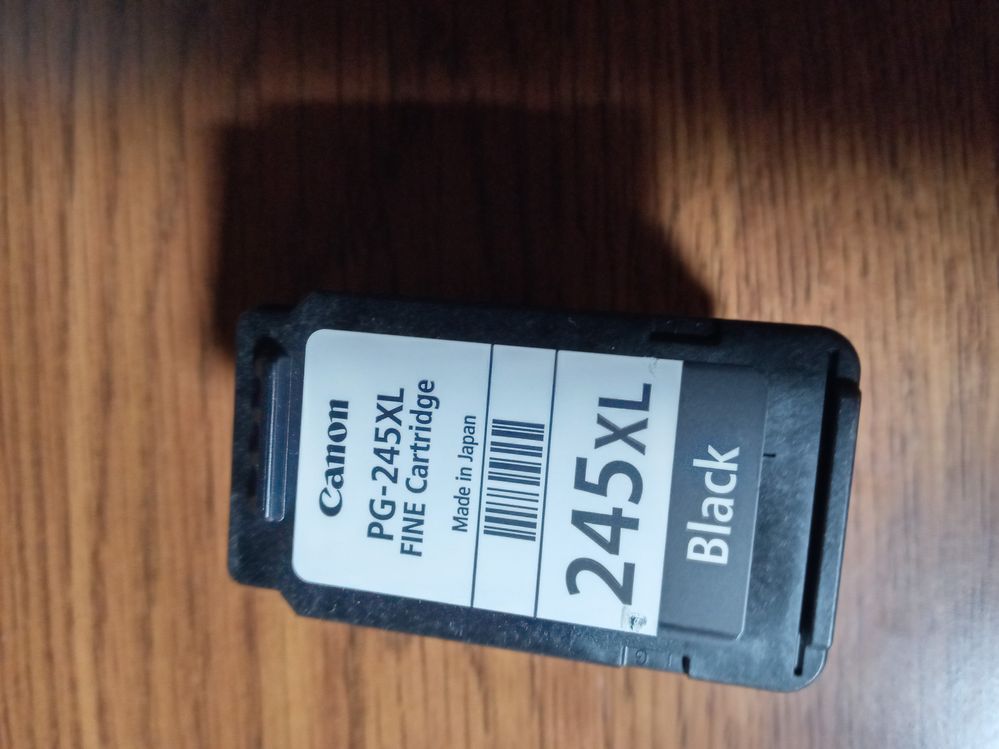 Canon
PG-245XL
FINE Cartridge
Made in Japan
245XL
Black